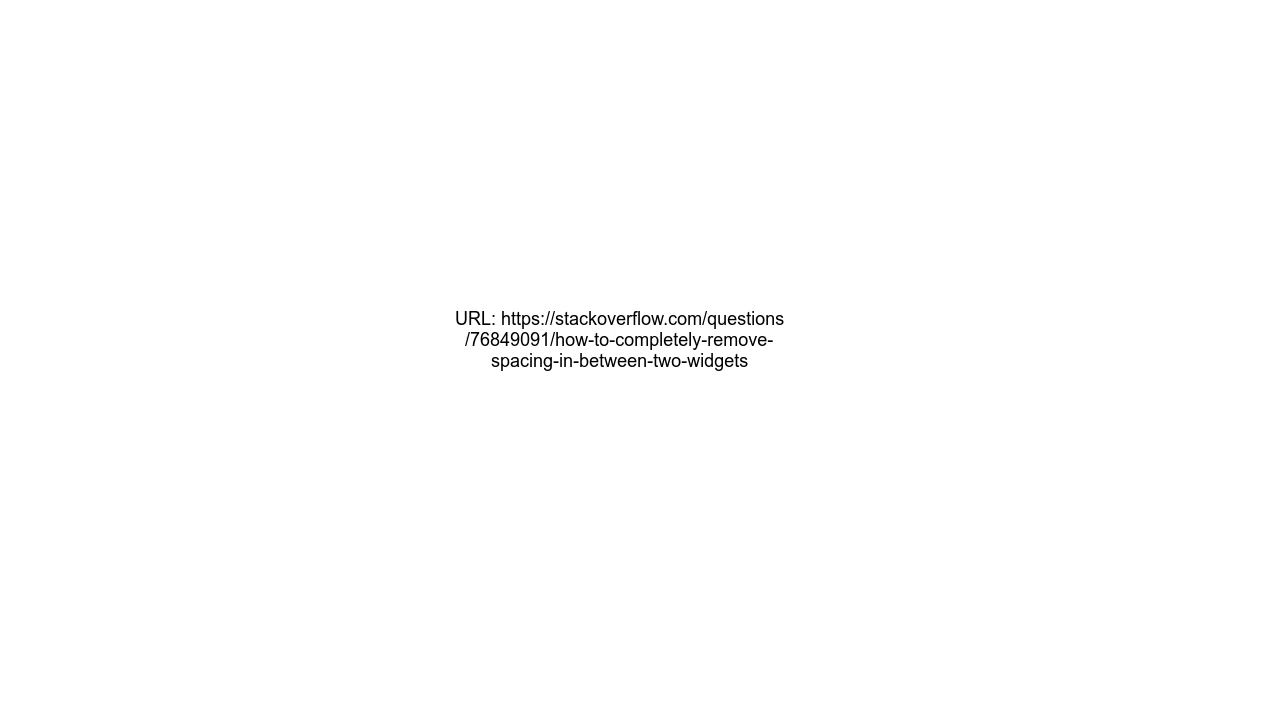 URL: https://stackoverflow.com/questions
/76849091/how-to-completely-remove-
spacing-in-between-two-widgets